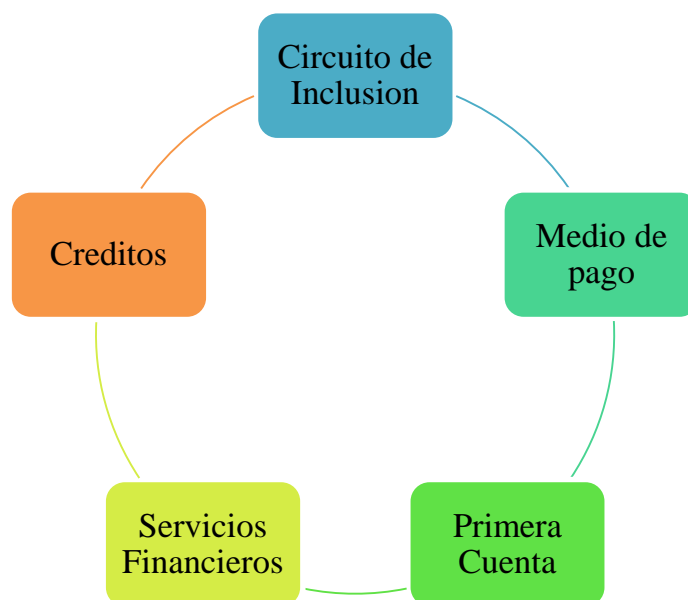 Circuito de
Inclusion
Medio de
pago
Primera
Cuenta
Servicios
Financieros
Creditos